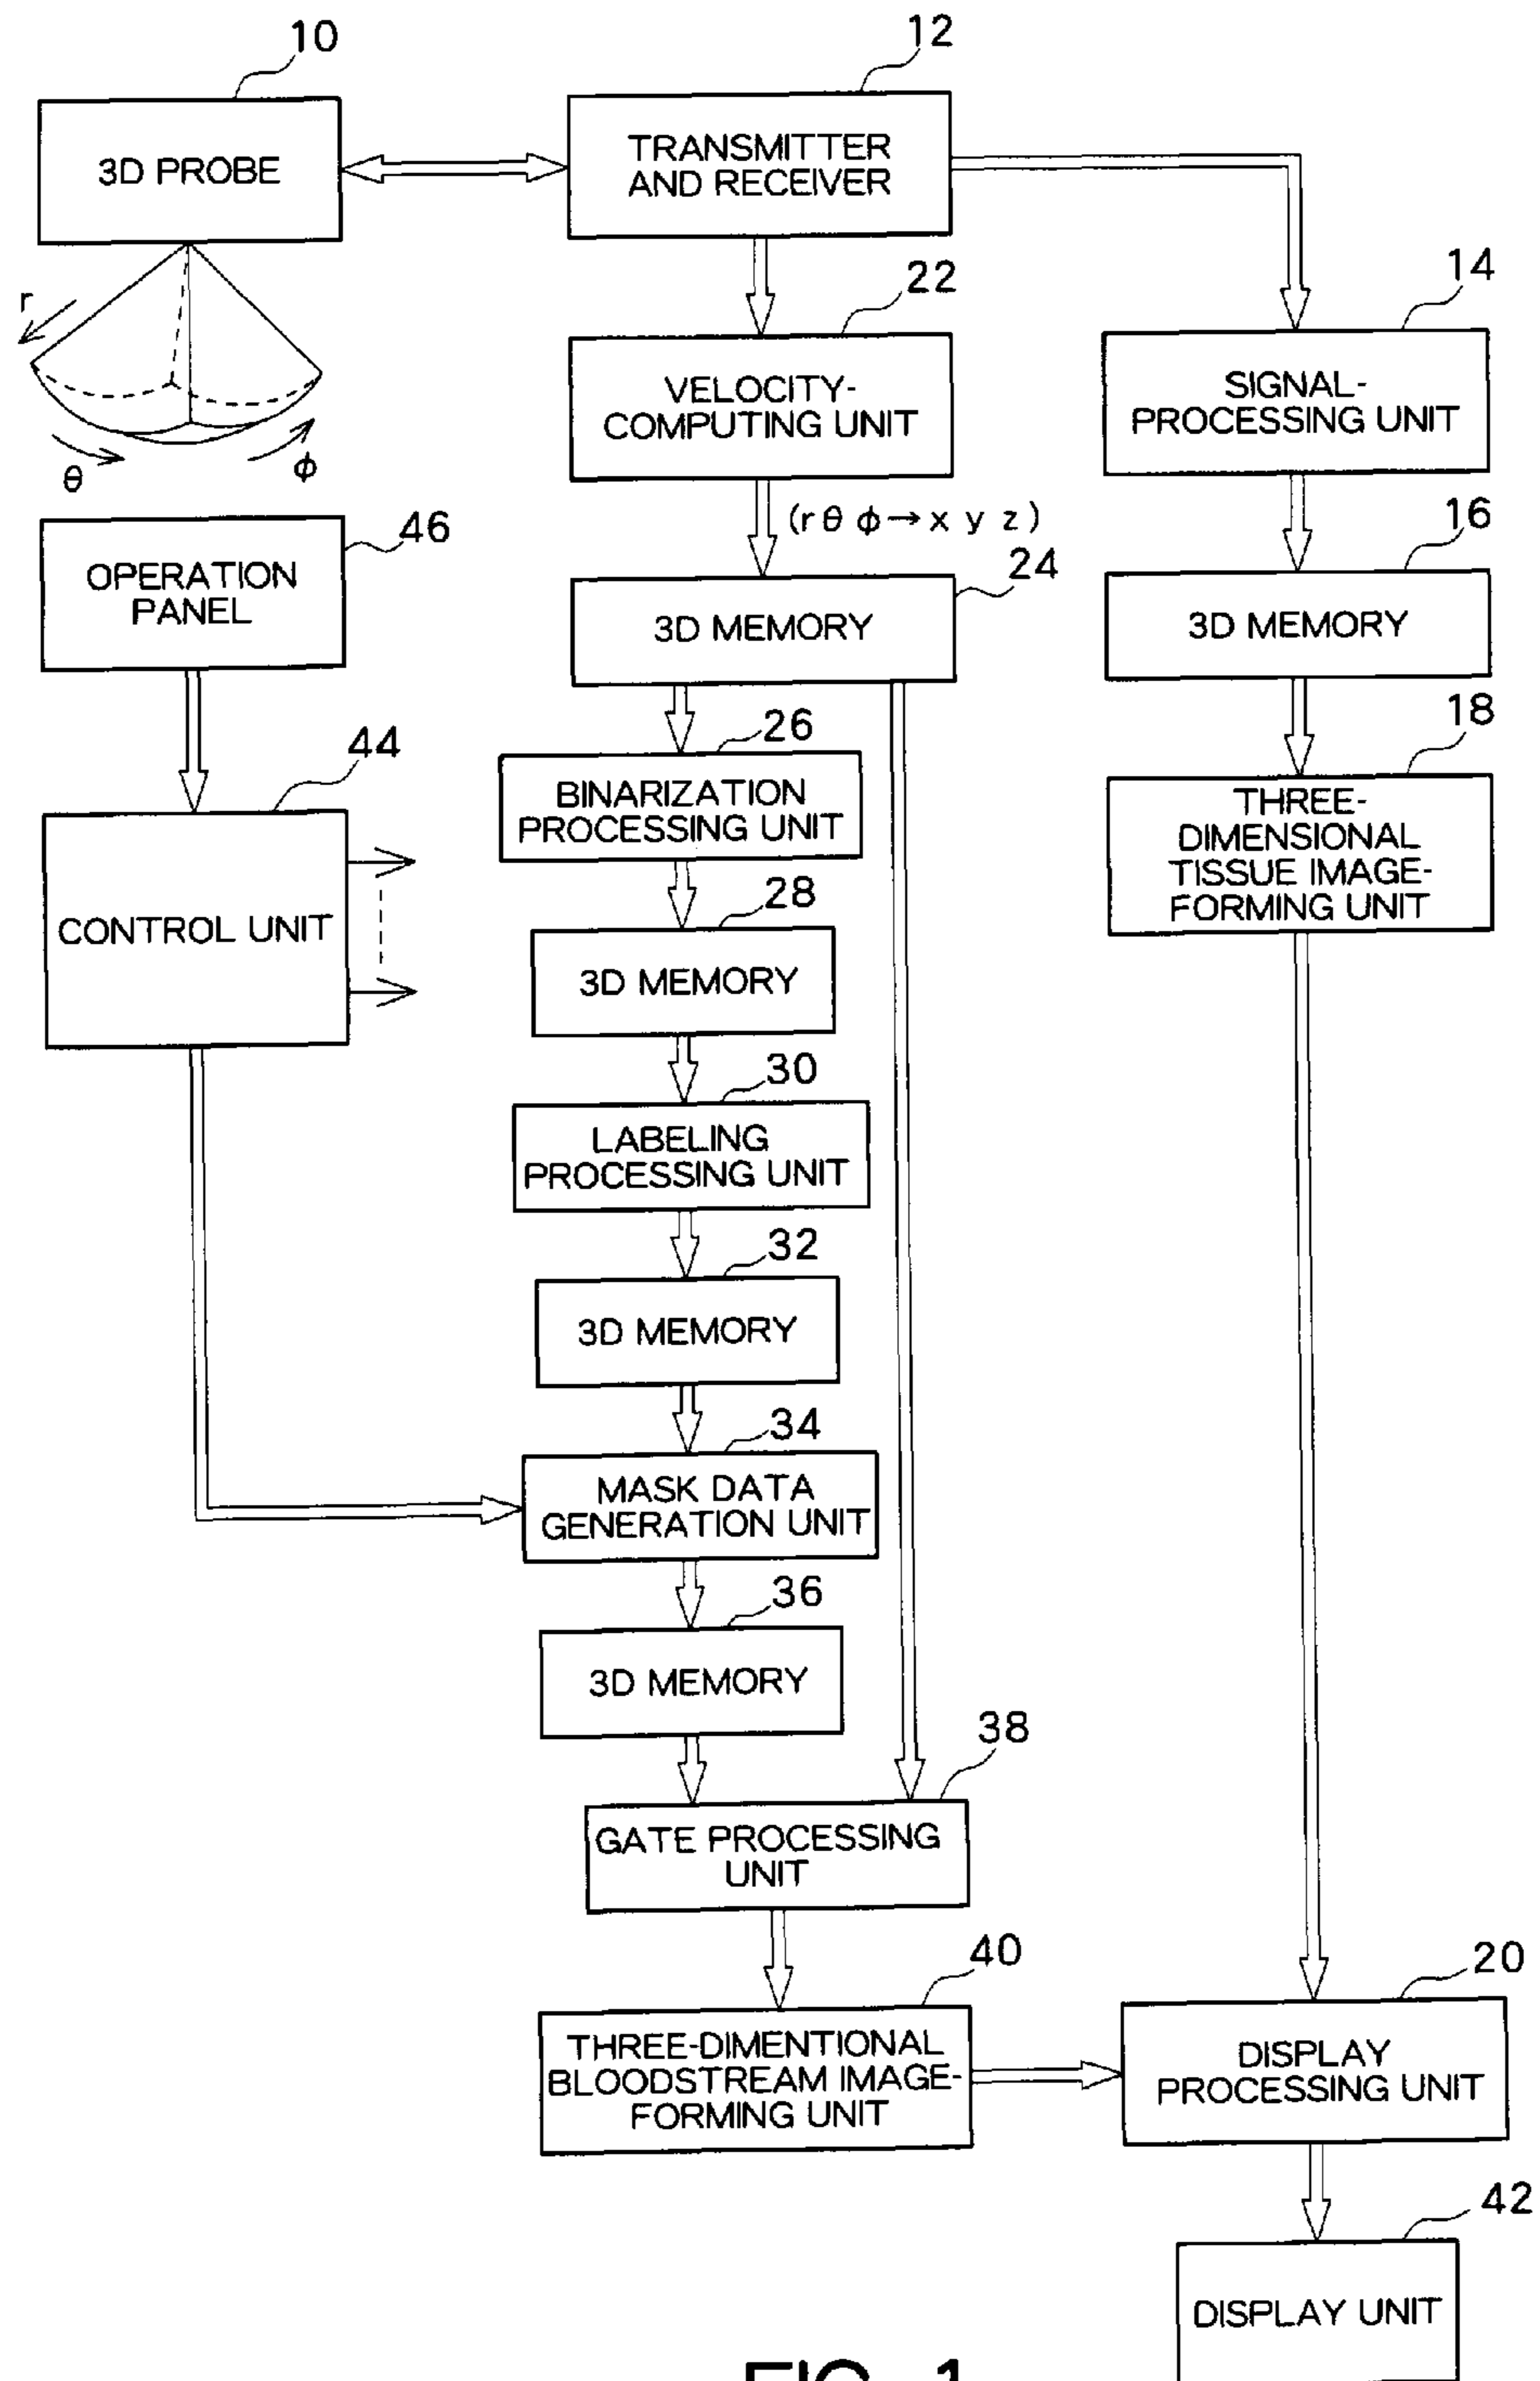 10
12
3D PROBE
TRANSMITTER
AND RECEIVER
r
θ
ϕ
22
14
VELOCITY-
COMPUTING UNIT
SIGNAL-
PROCESSING UNIT
(r θ ϕ→x y z)
46
24
16
OPERATION
PANEL
3D MEMORY
3D MEMORY
44
26
18
CONTROL UNIT
BINARIZATION
PROCESSING UNIT
THREE-
DIMENSIONAL
TISSUE IMAGE-
FORMING UNIT
28
3D MEMORY
30
LABELING
PROCESSING UNIT
32
3D MEMORY
34
MASK DATA
GENERATION UNIT
36
3D MEMORY
38
GATE PROCESSING
UNIT
40
20
THREE-DIMENTIONAL
BLOODSTREAM IMAGE-
FORMING UNIT
DISPLAY
PROCESSING UNIT
42
DISPLAY UNIT
FIG. 1